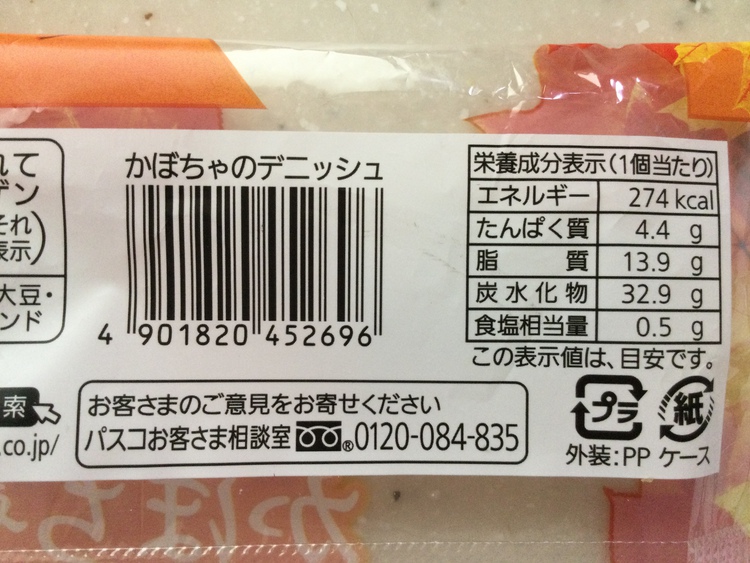 れて
ゲン
それ
表示)
大豆・
ンド
索
.co.jp/
かぼちゃのデニッシュ
4 901820 452696
お客さまのご意見をお寄せください
パスコお客さま相談室 0120-084-835
栄養成分表示(1個当たり)
エネルギー 274 kcal
たんぱく質 4.4 g
脂質 13.9 g
炭水化物 32.9 g
食塩相当量 0.5 g
この表示値は、目安です。
プラ 紙
外装:PP ケース
かぼちゃ